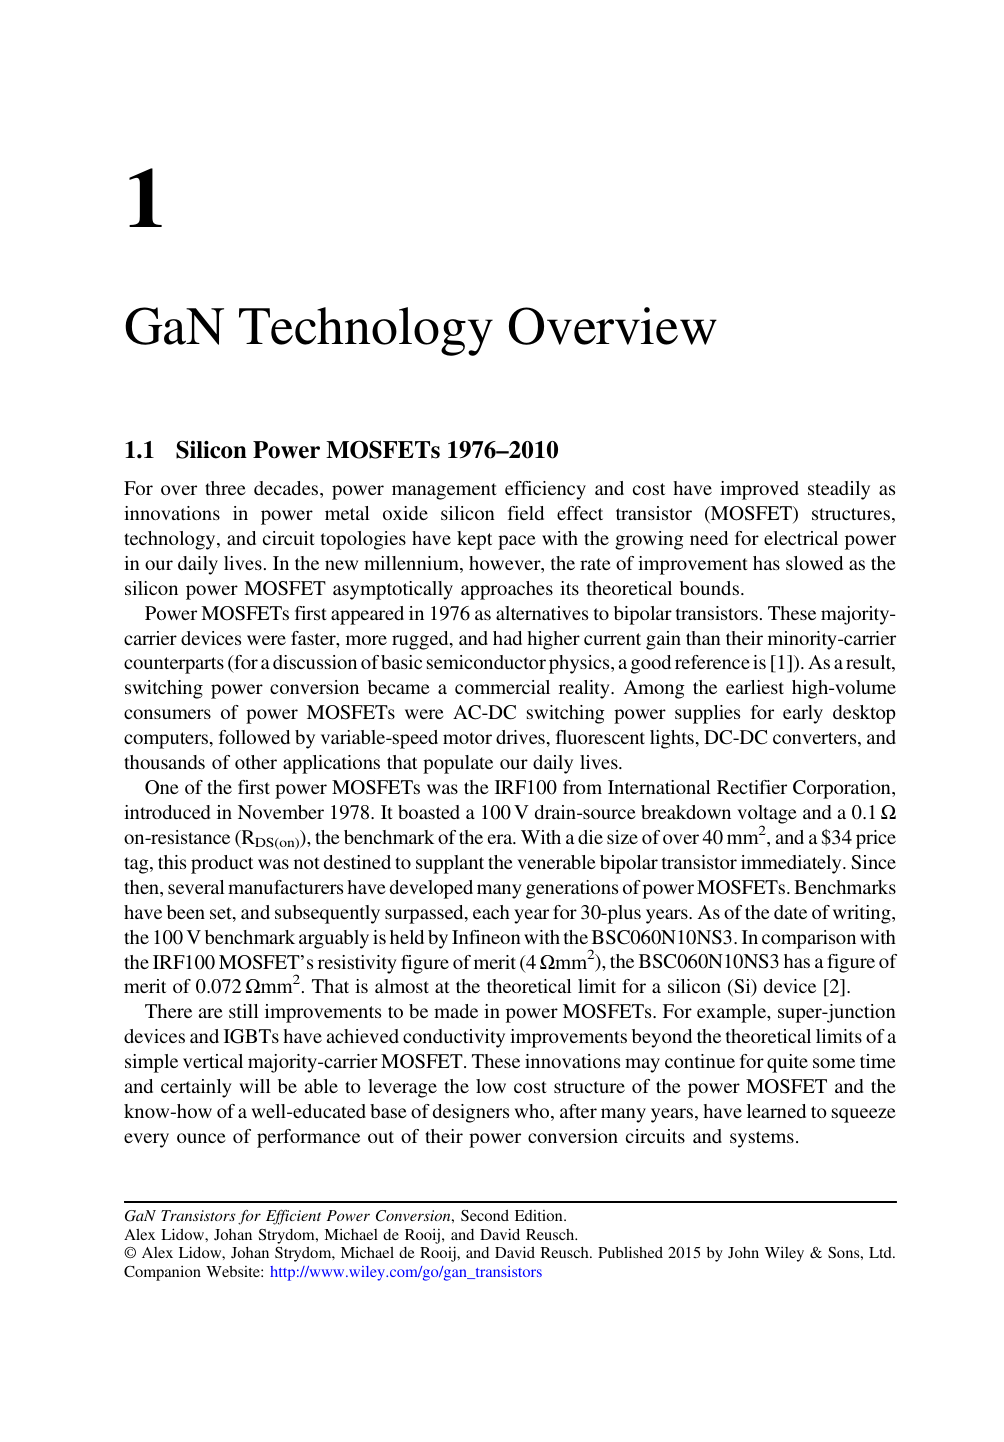 1
GaN Technology Overview
1.1 Silicon Power MOSFETs 1976–2010
For over three decades, power management efficiency and cost have improved steadily as
innovations in power metal oxide silicon field effect transistor (MOSFET) structures,
technology, and circuit topologies have kept pace with the growing need for electrical power
in our daily lives. In the new millennium, however, the rate of improvement has slowed as the
silicon power MOSFET asymptotically approaches its theoretical bounds.
Power MOSFETs first appeared in 1976 as alternatives to bipolar transistors. These majority-
carrier devices were faster, more rugged, and had higher current gain than their minority-carrier
counterparts (for a discussion of basic semiconductor physics, a good reference is [1]). As a result,
switching power conversion became a commercial reality. Among the earliest high-volume
consumers of power MOSFETs were AC-DC switching power supplies for early desktop
computers, followed by variable-speed motor drives, fluorescent lights, DC-DC converters, and
thousands of other applications that populate our daily lives.
One of the first power MOSFETs was the IRF100 from International Rectifier Corporation,
introduced in November 1978. It boasted a 100 V drain-source breakdown voltage and a 0.1 Ω
on-resistance (R_DS(on)), the benchmark of the era. With a die size of over 40 mm², and a $34 price
tag, this product was not destined to supplant the venerable bipolar transistor immediately. Since
then, several manufacturers have developed many generations of power MOSFETs. Benchmarks
have been set, and subsequently surpassed, each year for 30-plus years. As of the date of writing,
the 100 V benchmark arguably is held by Infineon with the BSC060N10NS3. In comparison with
the IRF100 MOSFET’s resistivity figure of merit (4 Ωmm²), the BSC060N10NS3 has a figure of
merit of 0.072 Ωmm². That is almost at the theoretical limit for a silicon (Si) device [2].
There are still improvements to be made in power MOSFETs. For example, super-junction
devices and IGBTs have achieved conductivity improvements beyond the theoretical limits of a
simple vertical majority-carrier MOSFET. These innovations may continue for quite some time
and certainly will be able to leverage the low cost structure of the power MOSFET and the
know-how of a well-educated base of designers who, after many years, have learned to squeeze
every ounce of performance out of their power conversion circuits and systems.
GaN Transistors for Efficient Power Conversion, Second Edition.
Alex Lidow, Johan Strydom, Michael de Rooij, and David Reusch.
© Alex Lidow, Johan Strydom, Michael de Rooij, and David Reusch. Published 2015 by John Wiley & Sons, Ltd.
Companion Website: http://www.wiley.com/go/gan_transistors